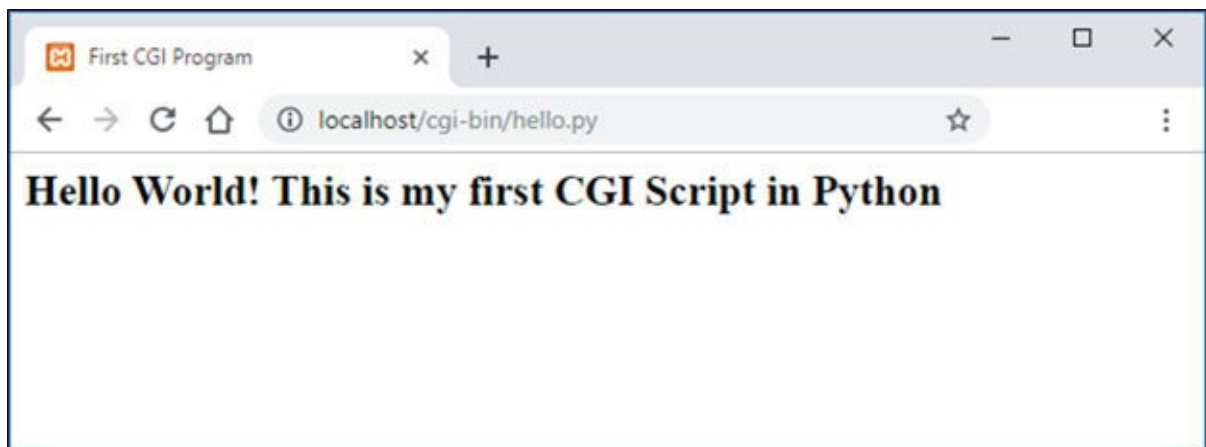 First CGI Program
localhost/cgi-bin/hello.py
Hello World! This is my first CGI Script in Python